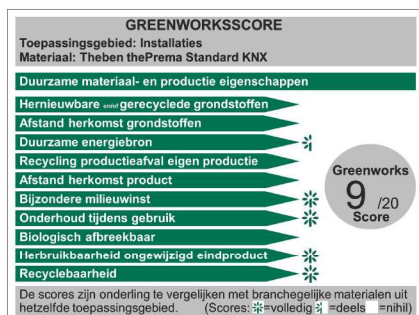 GREENWORKSSCORE
Toepassingsgebied: Installaties
Materiaal: Theben thePrema Standard KNX
Duurzame materiaal- en productie eigenschappen
Hernieuwbare en/of gerecyclede grondstoffen
Afstand herkomst grondstoffen
Duurzame energiebron
Recycling productieafval eigen productie
Afstand herkomst product
Bijzondere milieuwinst
Onderhoud tijdens gebruik
Biologisch afbreekbaar
Herbruikbaarheid ongewijzigd eindproduct
Recyclebaarheid
Greenworks
9 /20
Score
De scores zijn onderling te vergelijken met branchegelijke materialen uit
hetzelfde toepassingsgebied. (Scores: =volledig =deels =nihil)